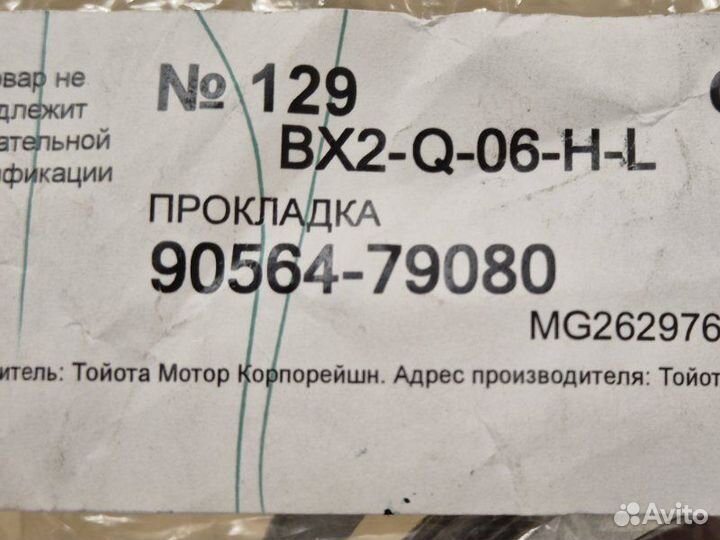 № 129
овар не
длежит
BX2-Q-06-H-L
ательной
фикации
ПРОКЛАДКА
90564-79080
MG262976
итель: Тойота Мотор Корпорейшн. Адрес производителя: Тойот
Avito